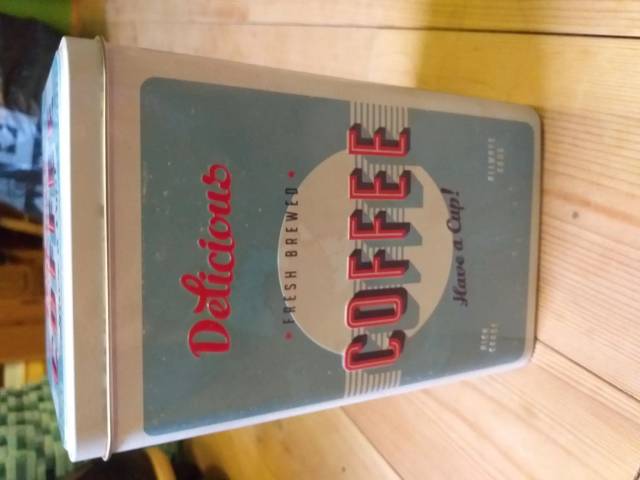 Delicious
FRESH BREWED
COFFEE
Have a Cup!